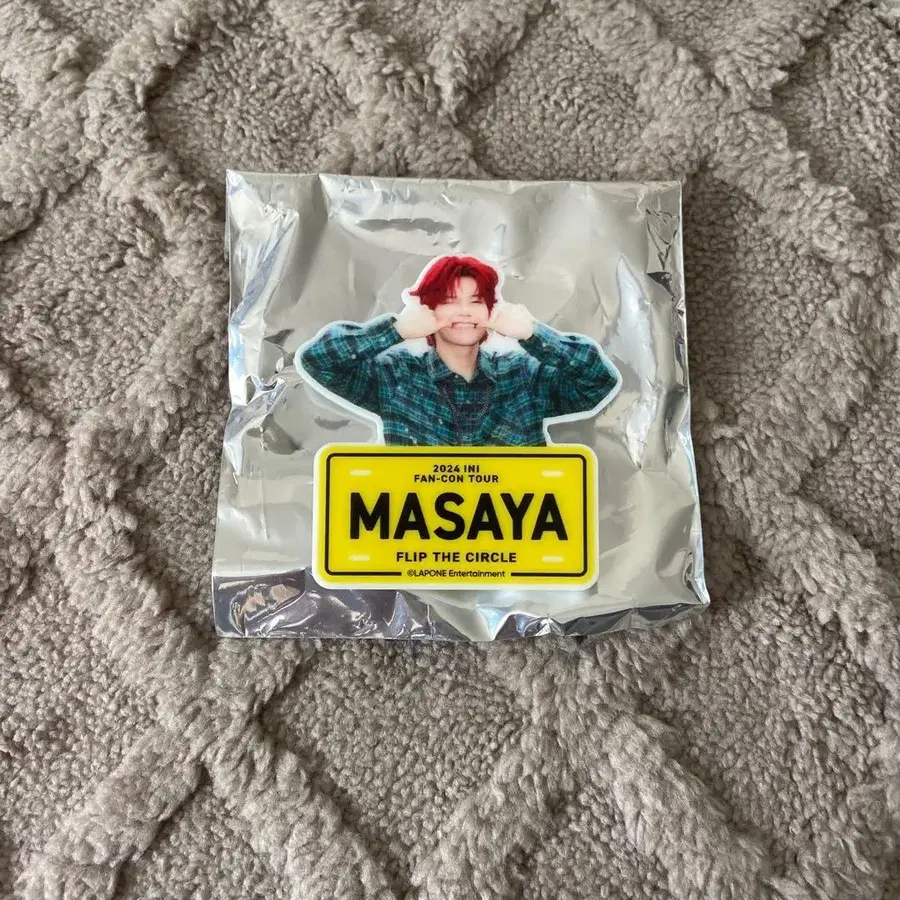 2024 INI
FAN-CON TOUR
MASAYA
FLIP THE CIRCLE
©LAPONE Entertainment